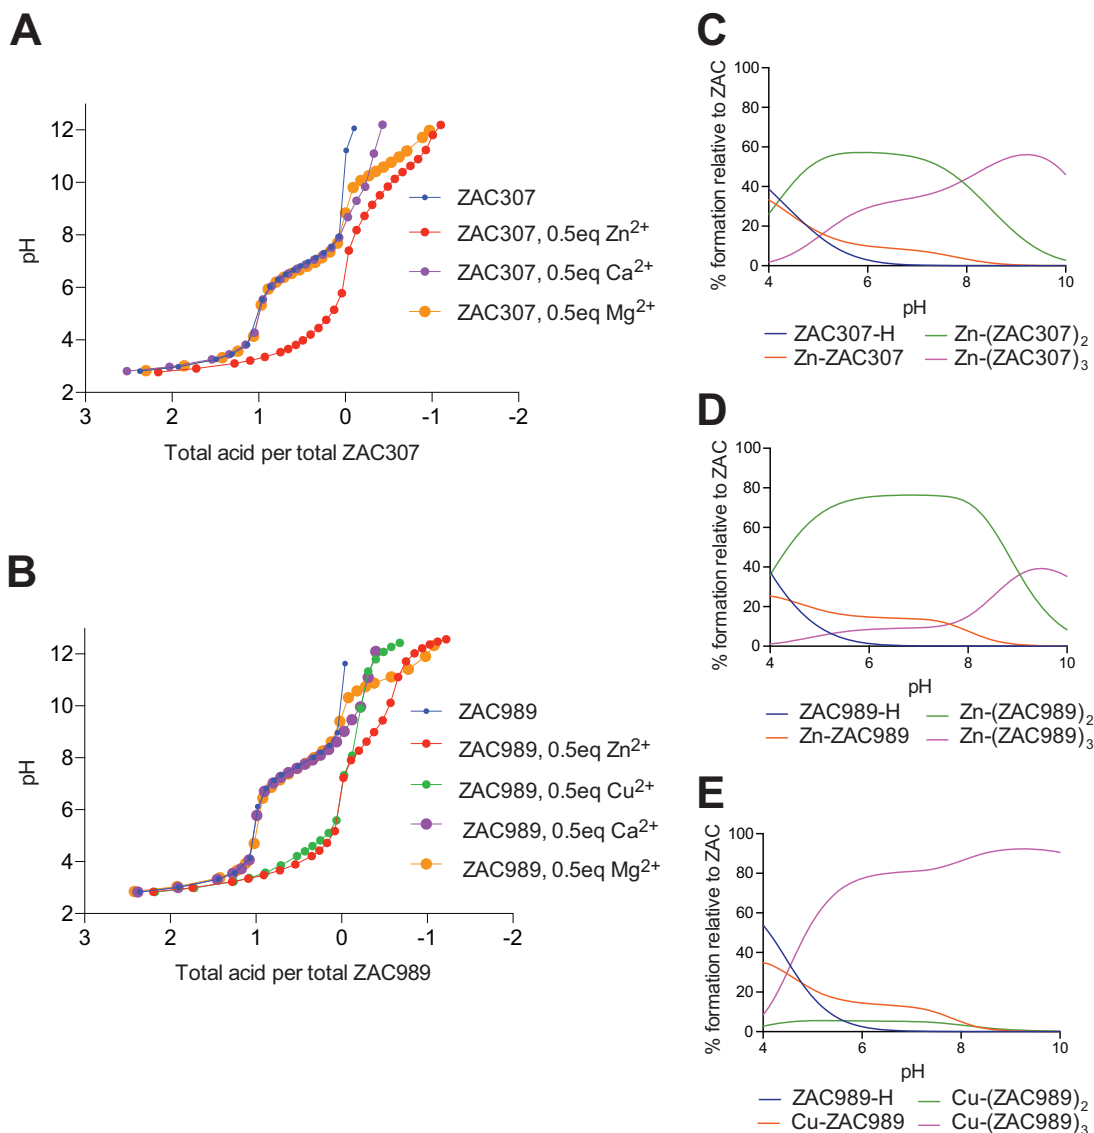 A
12
10
8
6
4
2
pH
3
2
1
0
-1
-2
Total acid per total ZAC307
ZAC307
ZAC307, 0.5eq Zn²⁺
ZAC307, 0.5eq Ca²⁺
ZAC307, 0.5eq Mg²⁺
B
12
10
8
6
4
2
pH
3
2
1
0
-1
-2
Total acid per total ZAC989
ZAC989
ZAC989, 0.5eq Zn²⁺
ZAC989, 0.5eq Cu²⁺
ZAC989, 0.5eq Ca²⁺
ZAC989, 0.5eq Mg²⁺
C
% formation relative to ZAC
100
80
60
40
20
0
4
6
8
10
pH
ZAC307-H
Zn-(ZAC307)₂
Zn-ZAC307
Zn-(ZAC307)₃
D
% formation relative to ZAC
100
80
60
40
20
0
4
6
8
10
pH
ZAC989-H
Zn-(ZAC989)₂
Zn-ZAC989
Zn-(ZAC989)₃
E
% formation relative to ZAC
100
80
60
40
20
0
4
6
8
10
pH
ZAC989-H
Cu-(ZAC989)₂
Cu-ZAC989
Cu-(ZAC989)₃